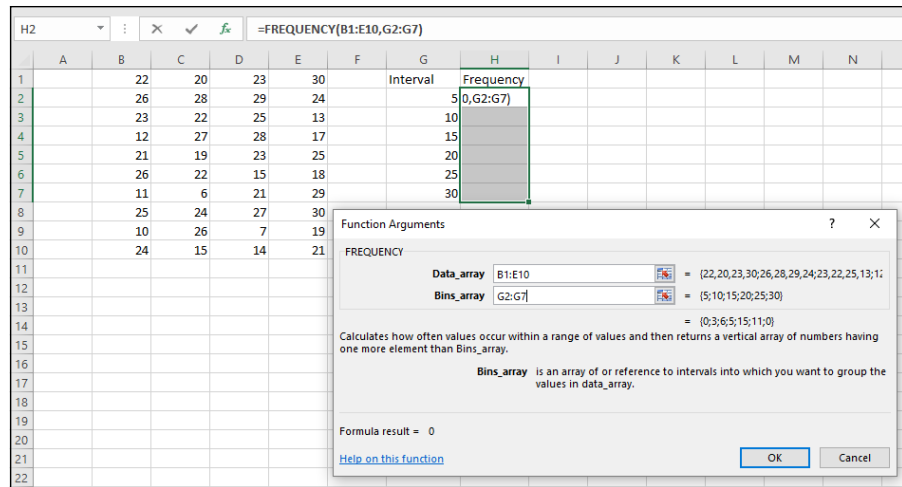 H2 fx =FREQUENCY(B1:E10,G2:G7)
A B C D E F G H I J K L M N
1 22 20 23 30 Interval Frequency
2 26 28 29 24 5 0,G2:G7)
3 23 22 25 13 10
4 12 27 28 17 15
5 21 19 23 25 20
6 26 22 15 18 25
7 11 6 21 29 30
8 25 24 27 30
9 10 26 7 19
10 24 15 14 21
11
12
13
14
15
16
17
18
19
20
21
22
Function Arguments ? X
FREQUENCY
Data_array B1:E10 = {22,20,23,30;26,28,29,24;23,22,25,13;12
Bins_array G2:G7 = {5;10;15;20;25;30}
= {0;3;6;5;15;11;0}
Calculates how often values occur within a range of values and then returns a vertical array of numbers having
one more element than Bins_array.
Bins_array is an array of or reference to intervals into which you want to group the
values in data_array.
Formula result = 0
Help on this function OK Cancel